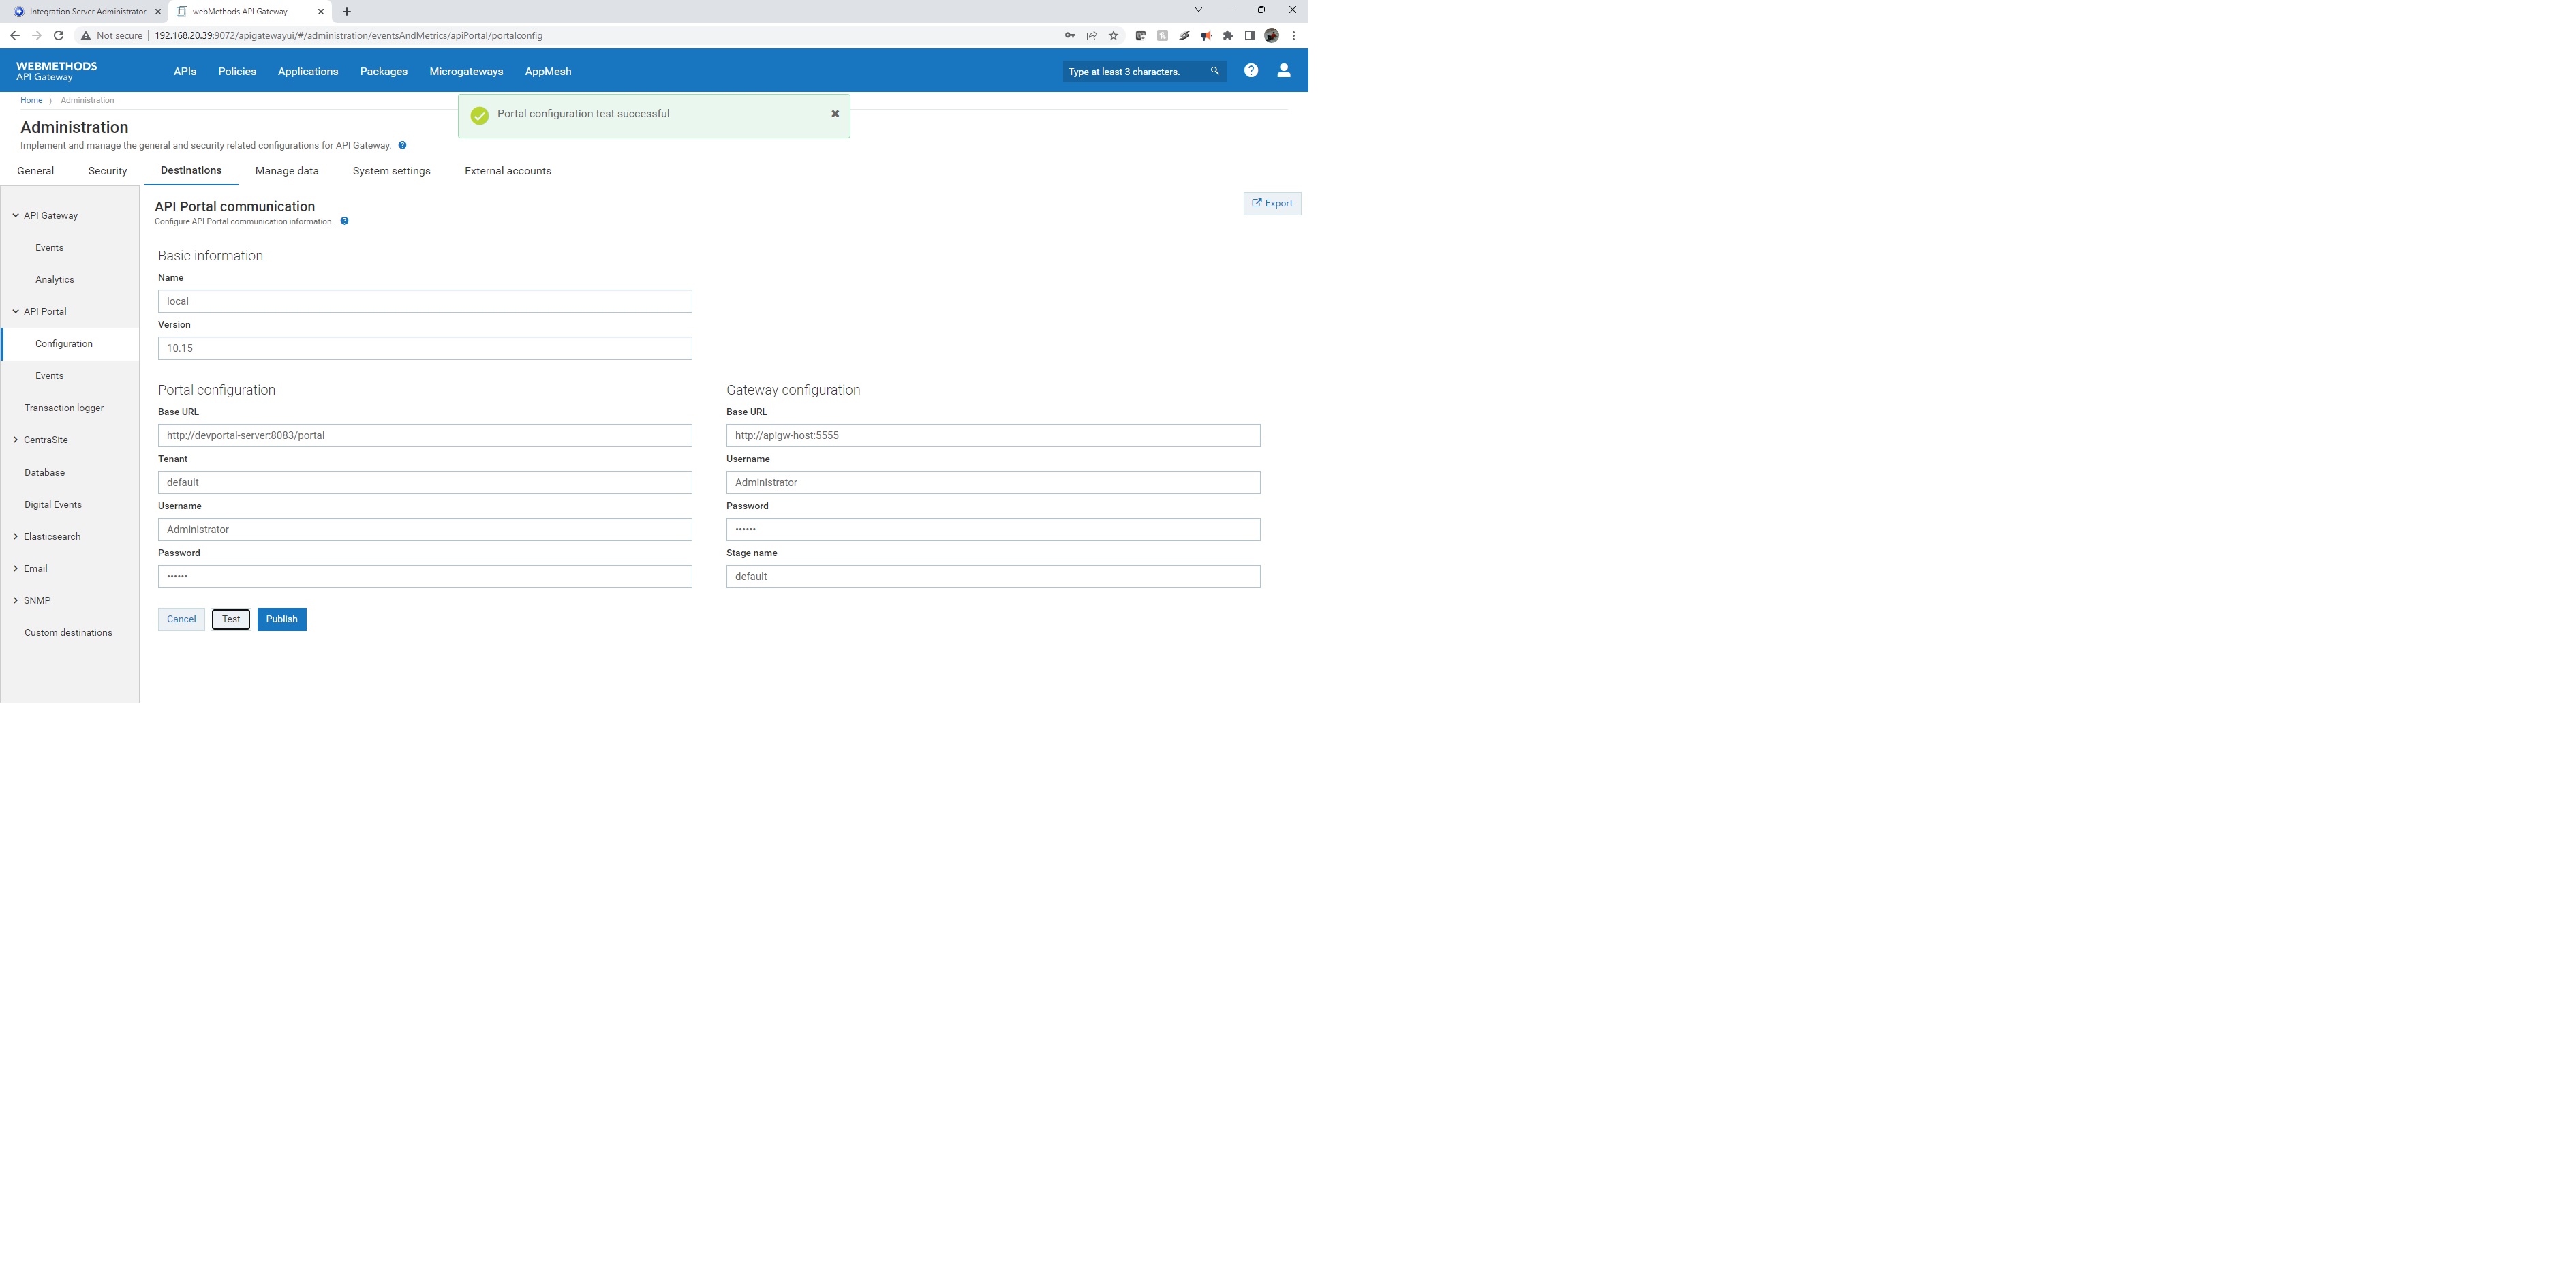 Integration Server Administrator
webMethods API Gateway
Not secure
192.168.20.39:9072/apigatewayui/#/administration/eventsAndMetrics/apiPortal/portalconfig
WEBMETHODS
API Gateway
APIs
Policies
Applications
Packages
Microgateways
AppMesh
Type at least 3 characters.
Home
Administration
Portal configuration test successful
Administration
Implement and manage the general and security related configurations for API Gateway.
General
Security
Destinations
Manage data
System settings
External accounts
API Gateway
Events
Analytics
API Portal
Configuration
Events
Transaction logger
CentraSite
Database
Digital Events
Elasticsearch
Email
SNMP
Custom destinations
API Portal communication
Configure API Portal communication information.
Export
Basic information
Name
local
Version
10.15
Portal configuration
Base URL
http://devportal-server:8083/portal
Tenant
default
Username
Administrator
Password
••••••
Gateway configuration
Base URL
http://apigw-host:5555
Username
Administrator
Password
••••••
Stage name
default
Cancel
Test
Publish